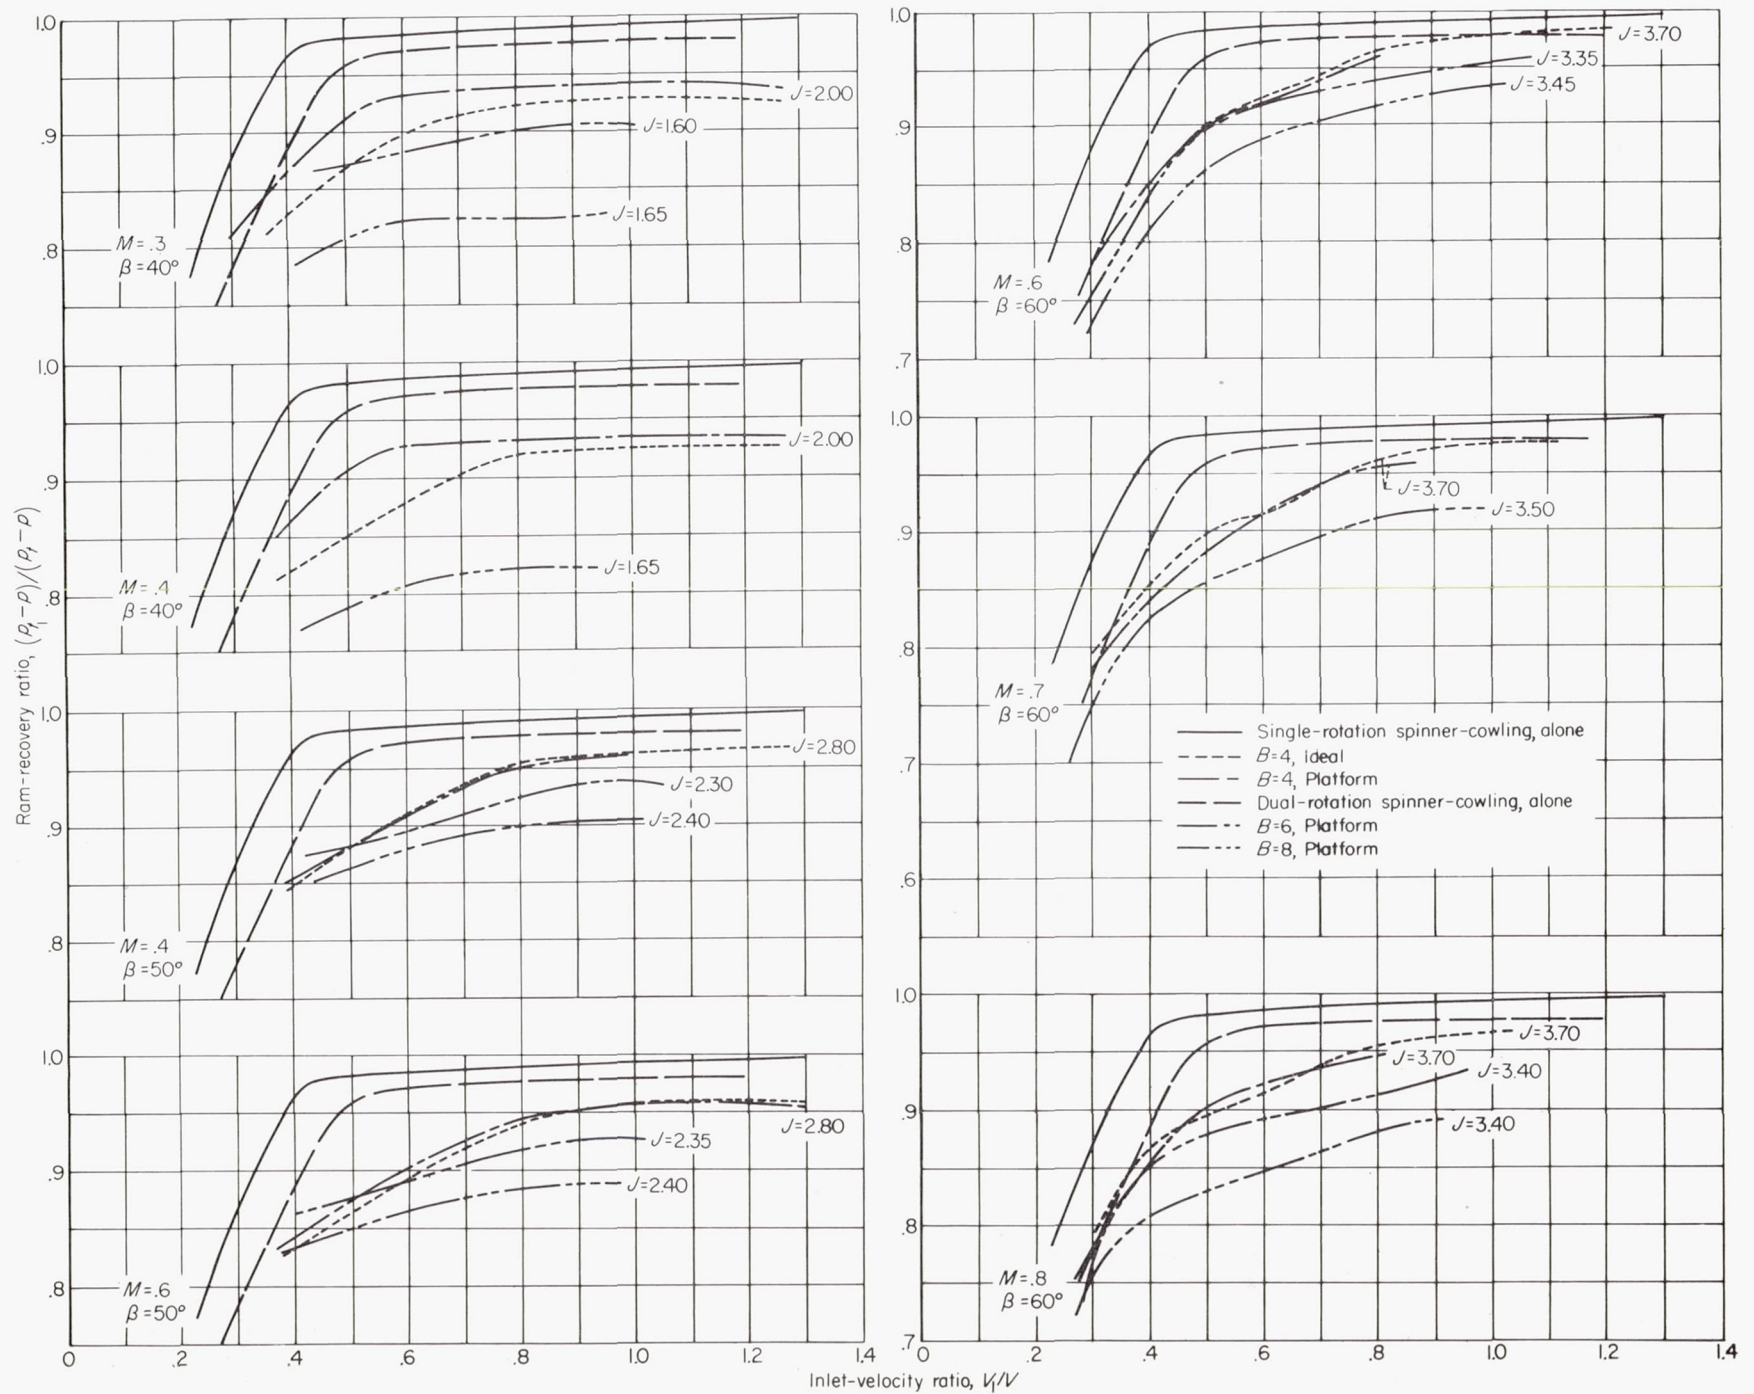 1.0
.9
.8
M=.3
β=40°
J=2.00
J=1.60
J=1.65
1.0
.9
.8
M=.4
β=40°
J=2.00
J=1.65
1.0
.9
.8
M=.4
β=50°
J=2.80
J=2.30
J=2.40
1.0
.9
.8
M=.6
β=50°
J=2.80
J=2.35
J=2.40
0 .2 .4 .6 .8 1.0 1.2 1.4
1.0
.9
.8
.7
M=.6
β=60°
J=3.70
J=3.35
J=3.45
1.0
.9
.8
.7
.6
M=.7
β=60°
J=3.70
J=3.50
Single-rotation spinner-cowling, alone
B=4, Ideal
B=4, Platform
Dual-rotation spinner-cowling, alone
B=6, Platform
B=8, Platform
1.0
.9
.8
.7
M=.8
β=60°
J=3.70
J=3.70
J=3.40
J=3.40
0 .2 .4 .6 .8 1.0 1.2 1.4
Ram-recovery ratio, (p_t₁−p)/(p_t−p)
Inlet-velocity ratio, V₁/V